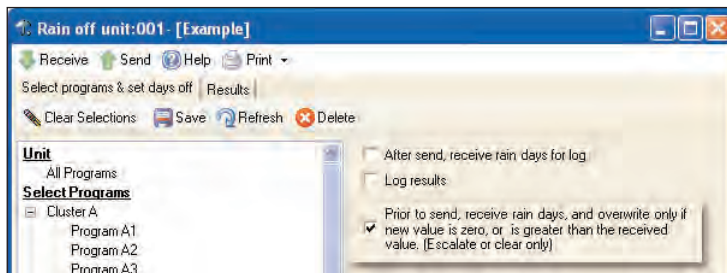 Rain off unit:001- [Example]
Receive Send Help Print
Select programs & set days off Results
Clear Selections Save Refresh Delete
Unit
All Programs
Select Programs
Cluster A
Program A1
Program A2
Program A3
After send, receive rain days for log
Log results
Prior to send, receive rain days, and overwrite only if
new value is zero, or is greater than the received
value. (Escalate or clear only)